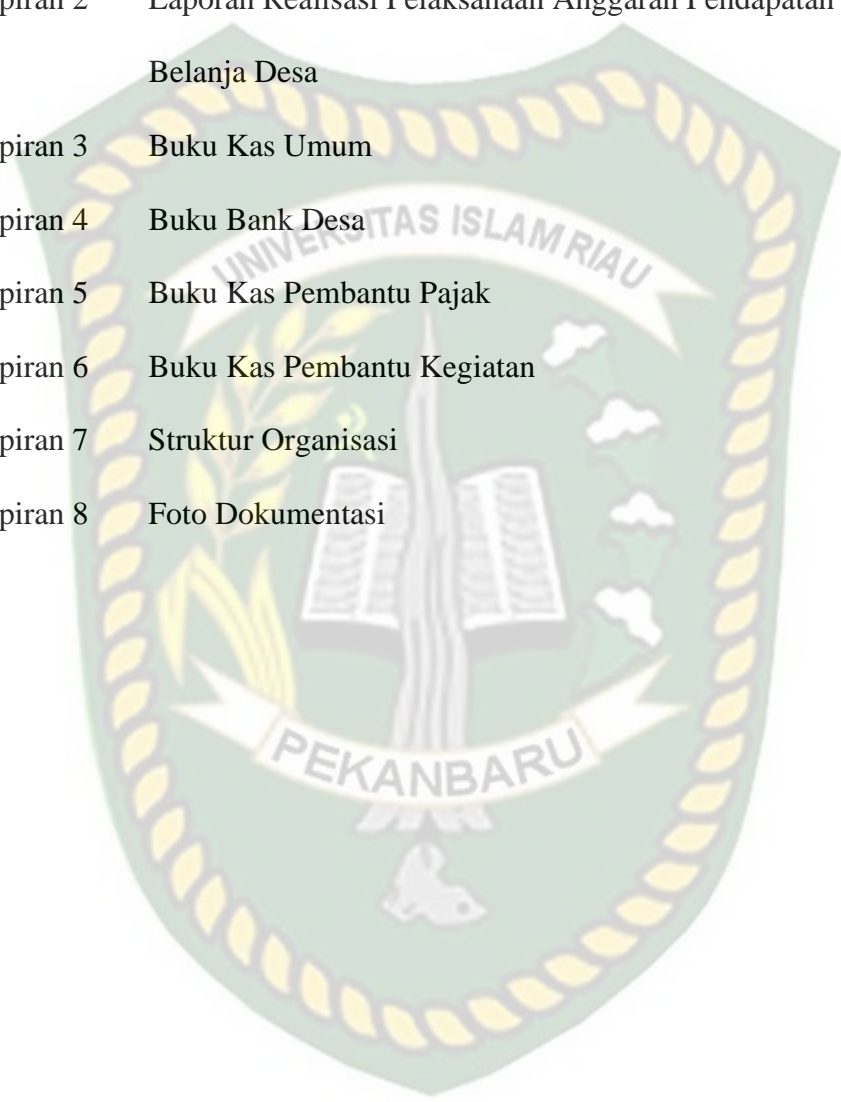 piran 2 Laporan Realisasi Pelaksanaan Anggaran Pendapatan
Belanja Desa
piran 3 Buku Kas Umum
piran 4 Buku Bank Desa
piran 5 Buku Kas Pembantu Pajak
piran 6 Buku Kas Pembantu Kegiatan
piran 7 Struktur Organisasi
piran 8 Foto Dokumentasi
UNIVERSITAS ISLAM RIAU
PEKANBARU